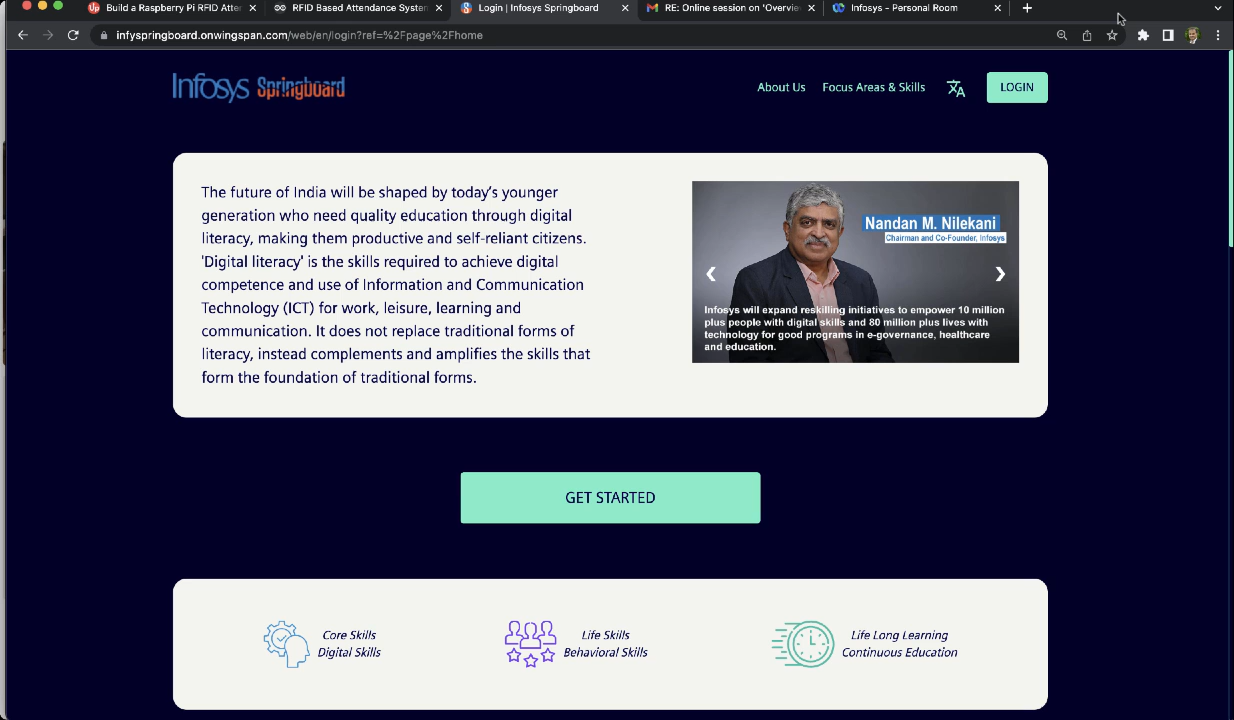 Build a Raspberry Pi RFID Atter
RFID Based Attendance System
Login | Infosys Springboard
RE: Online session on 'Overview
Infosys - Personal Room
infyspringboard.onwingspan.com/web/en/login?ref=%2Fpage%2Fhome
Infosys Springboard
About Us
Focus Areas & Skills
LOGIN
The future of India will be shaped by today's younger
generation who need quality education through digital
literacy, making them productive and self-reliant citizens.
'Digital literacy' is the skills required to achieve digital
competence and use of Information and Communication
Technology (ICT) for work, leisure, learning and
communication. It does not replace traditional forms of
literacy, instead complements and amplifies the skills that
form the foundation of traditional forms.
Nandan M. Nilekani
Chairman and Co-Founder, Infosys
Infosys will expand reskilling initiatives to empower 10 million
plus people with digital skills and 80 million plus lives with
technology for good programs in e-governance, healthcare
and education.
GET STARTED
Core Skills
Digital Skills
Life Skills
Behavioral Skills
Life Long Learning
Continuous Education